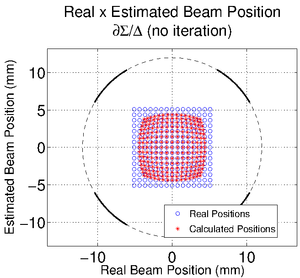 Real x Estimated Beam Position
∂Σ/Δ (no iteration)
Estimated Beam Position (mm)
10
5
0
−5
−10
Real Positions
Calculated Positions
−10
0
10
Real Beam Position (mm)